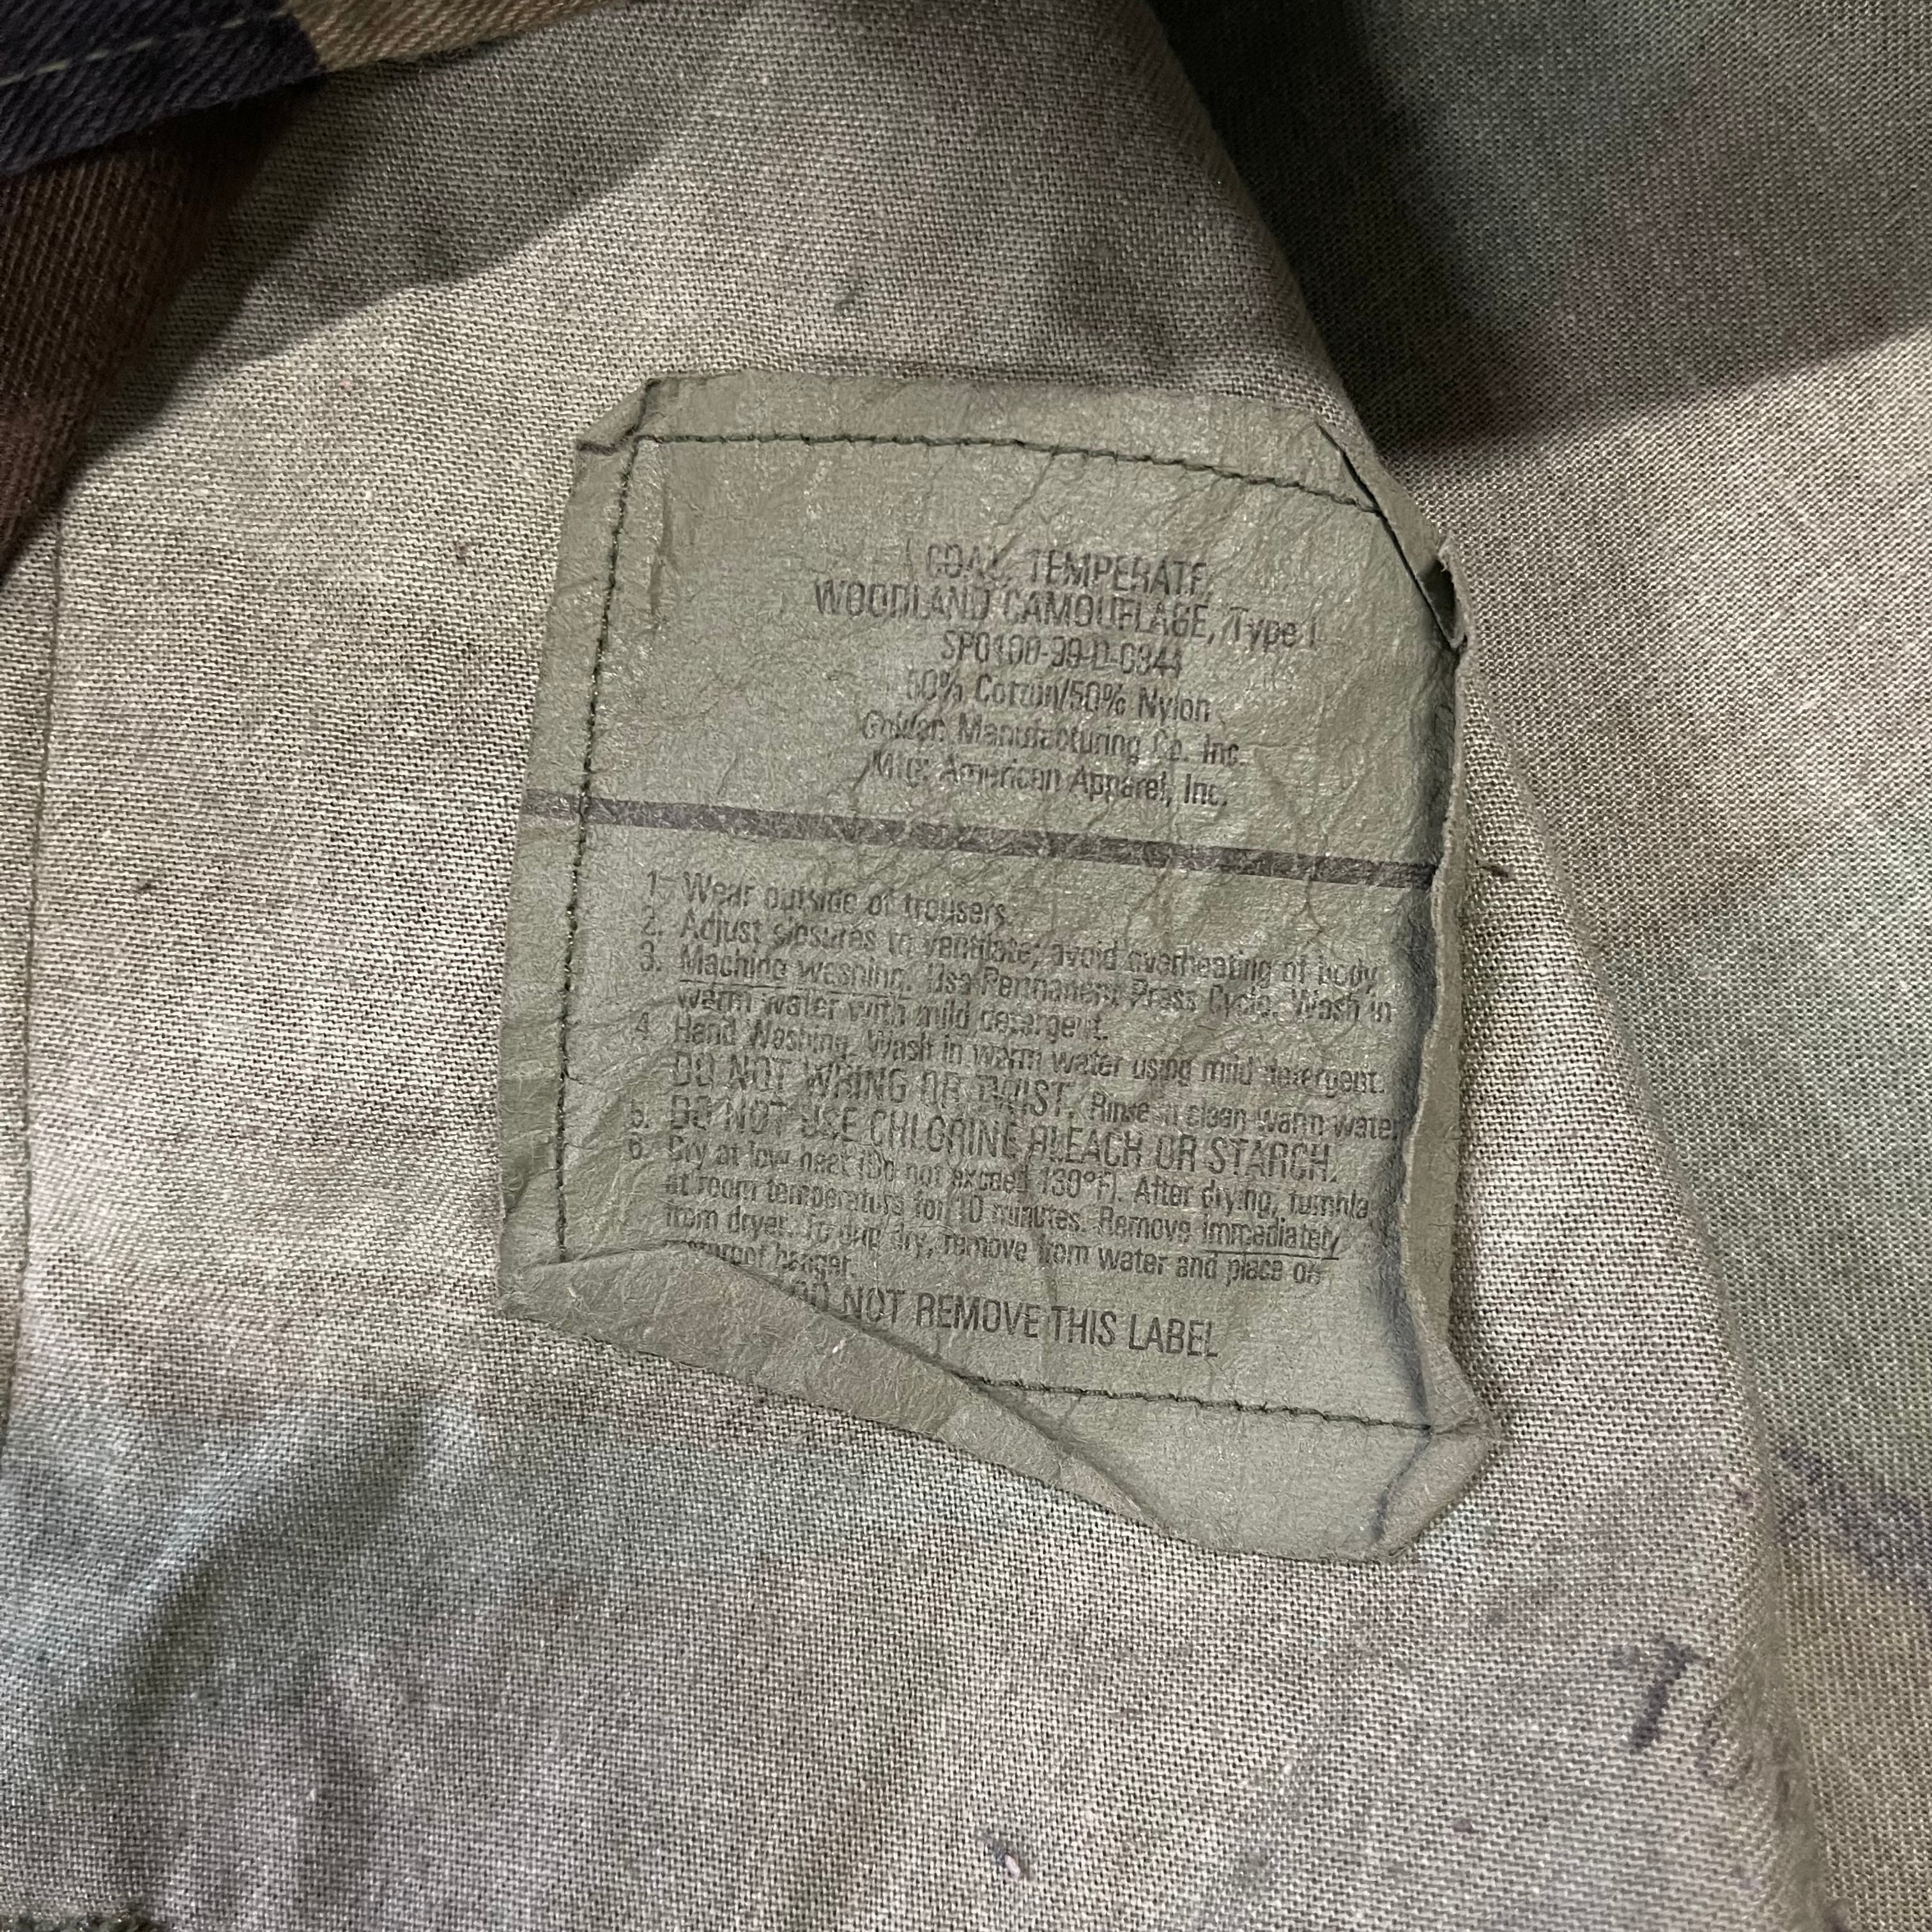 COAT, TEMPERATE,
WOODLAND CAMOUFLAGE, Type I
SP0100-99-D-0344
50% Cotton/50% Nylon
Golden Manufacturing Co. Inc.
Mfg: American Apparel, Inc.
1. Wear outside of trousers.
2. Adjust closures to ventilate; avoid overheating of body.
3. Machine washing. Use Permanent Press Cycle. Wash in
warm water with mild detergent.
4. Hand Washing. Wash in warm water using mild detergent.
DO NOT WRING OR TWIST. Rinse in clean warm water
5. DO NOT USE CHLORINE BLEACH OR STARCH.
6. Dry at low heat (Do not exceed 130°F). After drying, tumble
at room temperature for 10 minutes. Remove immediately
from dryer. To drip dry, remove from water and place on
hanger.
DO NOT REMOVE THIS LABEL